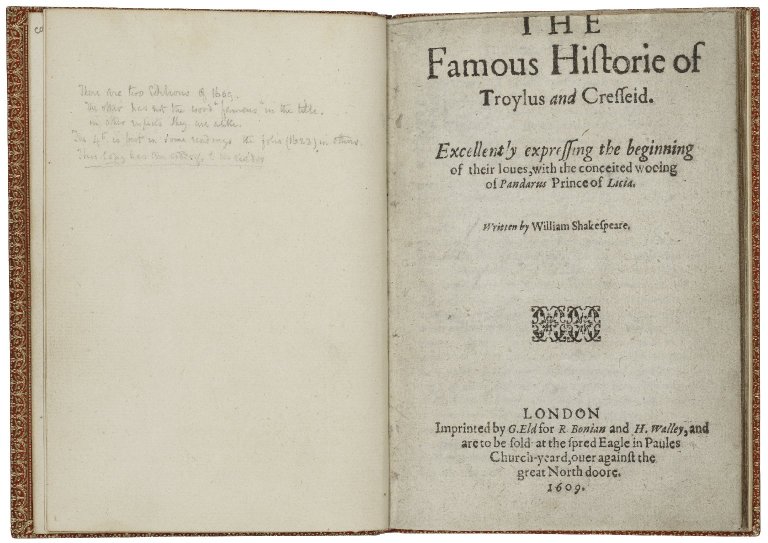 There are two Editions of 1609.
The other has not the word "famous" in the title.
in other respects they are alike.
The 4to is best in some readings, the folio (1623) in others.
This copy has the
THE
Famous Hiſtorie of
Troylus and Creſſeid.
Excellently expreſſing the beginning
of their loues, with the conceited wooing
of Pandarus Prince of Licia.
Written by William Shakeſpeare.
LONDON
Imprinted by G. Eld for R. Bonian and H. Walley, and
are to be ſold at the ſpred Eagle in Paules
Church-yeard, ouer againſt the
great North doore.
1609.